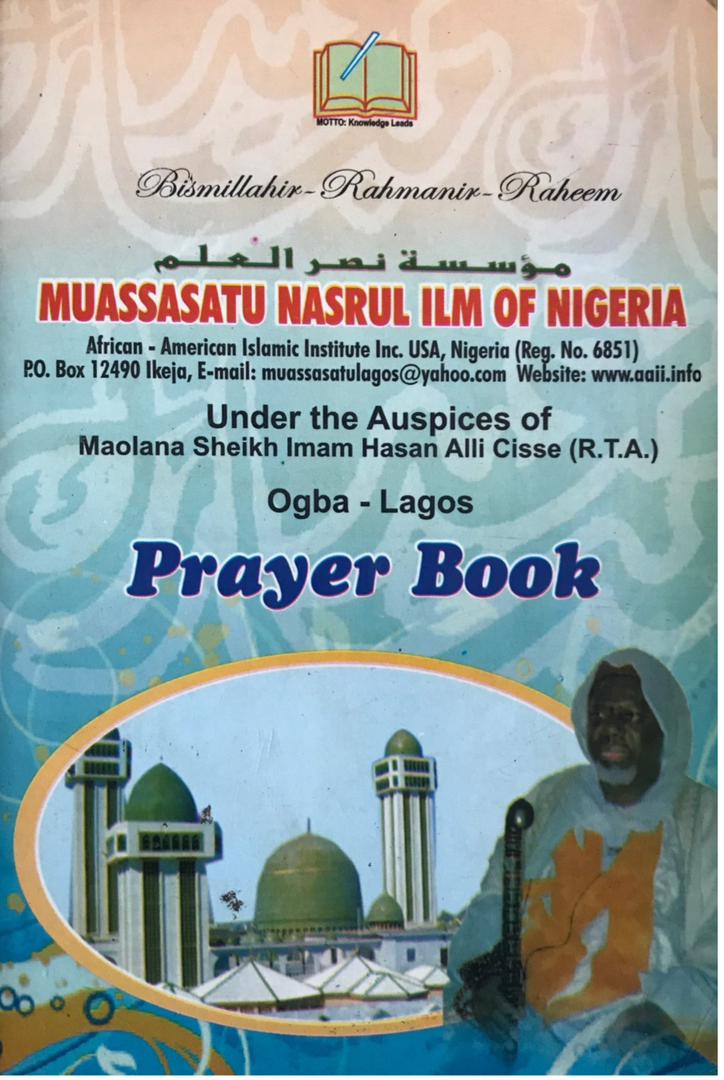 MOTTO: Knowledge Leads
Bismillahir-Rahmanir-Raheem
مؤسسة نصر العلم
MUASSASATU NASRUL ILM OF NIGERIA
African - American Islamic Institute Inc. USA, Nigeria (Reg. No. 6851)
P.O. Box 12490 Ikeja, E-mail: muassasatulagos@yahoo.com Website: www.aaii.info
Under the Auspices of
Maolana Sheikh Imam Hasan Alli Cisse (R.T.A.)
Ogba - Lagos
Prayer Book